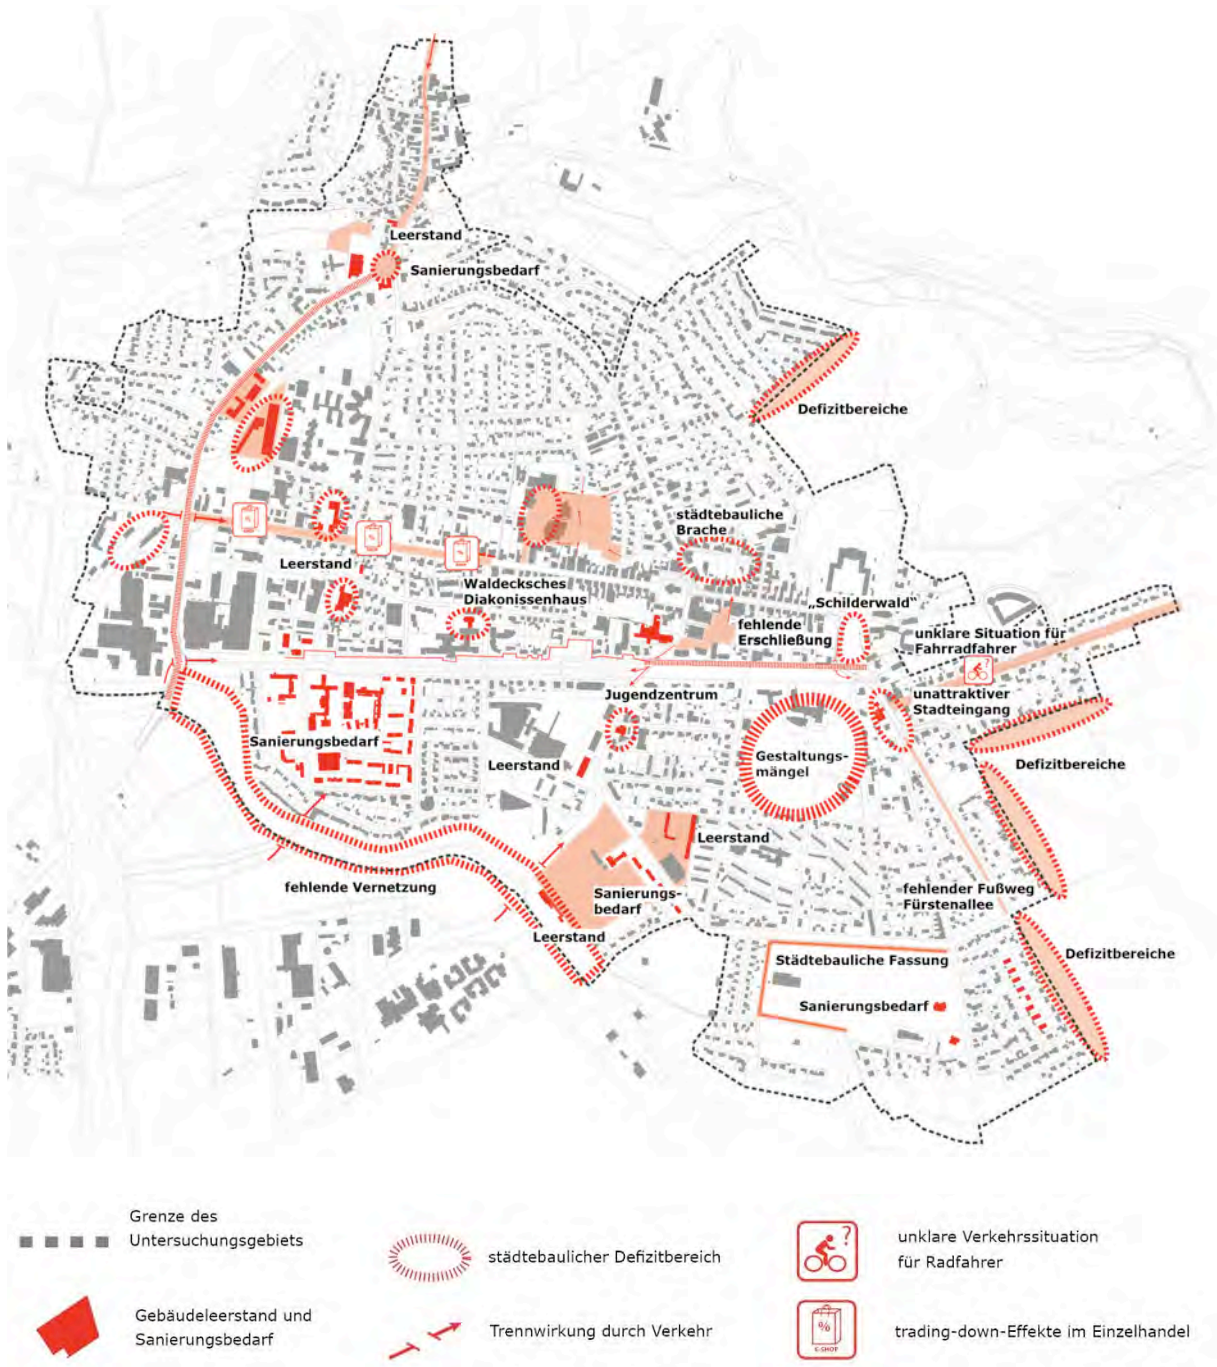 Leerstand
Sanierungsbedarf
Defizitbereiche
städtebauliche
Brache
Leerstand
Waldecksches
Diakonissenhaus
„Schilderwald“
fehlende
Erschließung
unklare Situation für
Fahrradfahrer
?
unattraktiver
Stadteingang
Jugendzentrum
Sanierungsbedarf
Leerstand
Gestaltungs-
mängel
Defizitbereiche
Leerstand
fehlende Vernetzung
Sanierungs-
bedarf
fehlender Fußweg
Fürstenallee
Leerstand
Defizitbereiche
Städtebauliche Fassung
Sanierungsbedarf
Grenze des
Untersuchungsgebiets
städtebaulicher Defizitbereich
?
unklare Verkehrssituation
für Radfahrer
Gebäudeleerstand und
Sanierungsbedarf
Trennwirkung durch Verkehr
%
E-SHOP
trading-down-Effekte im Einzelhandel